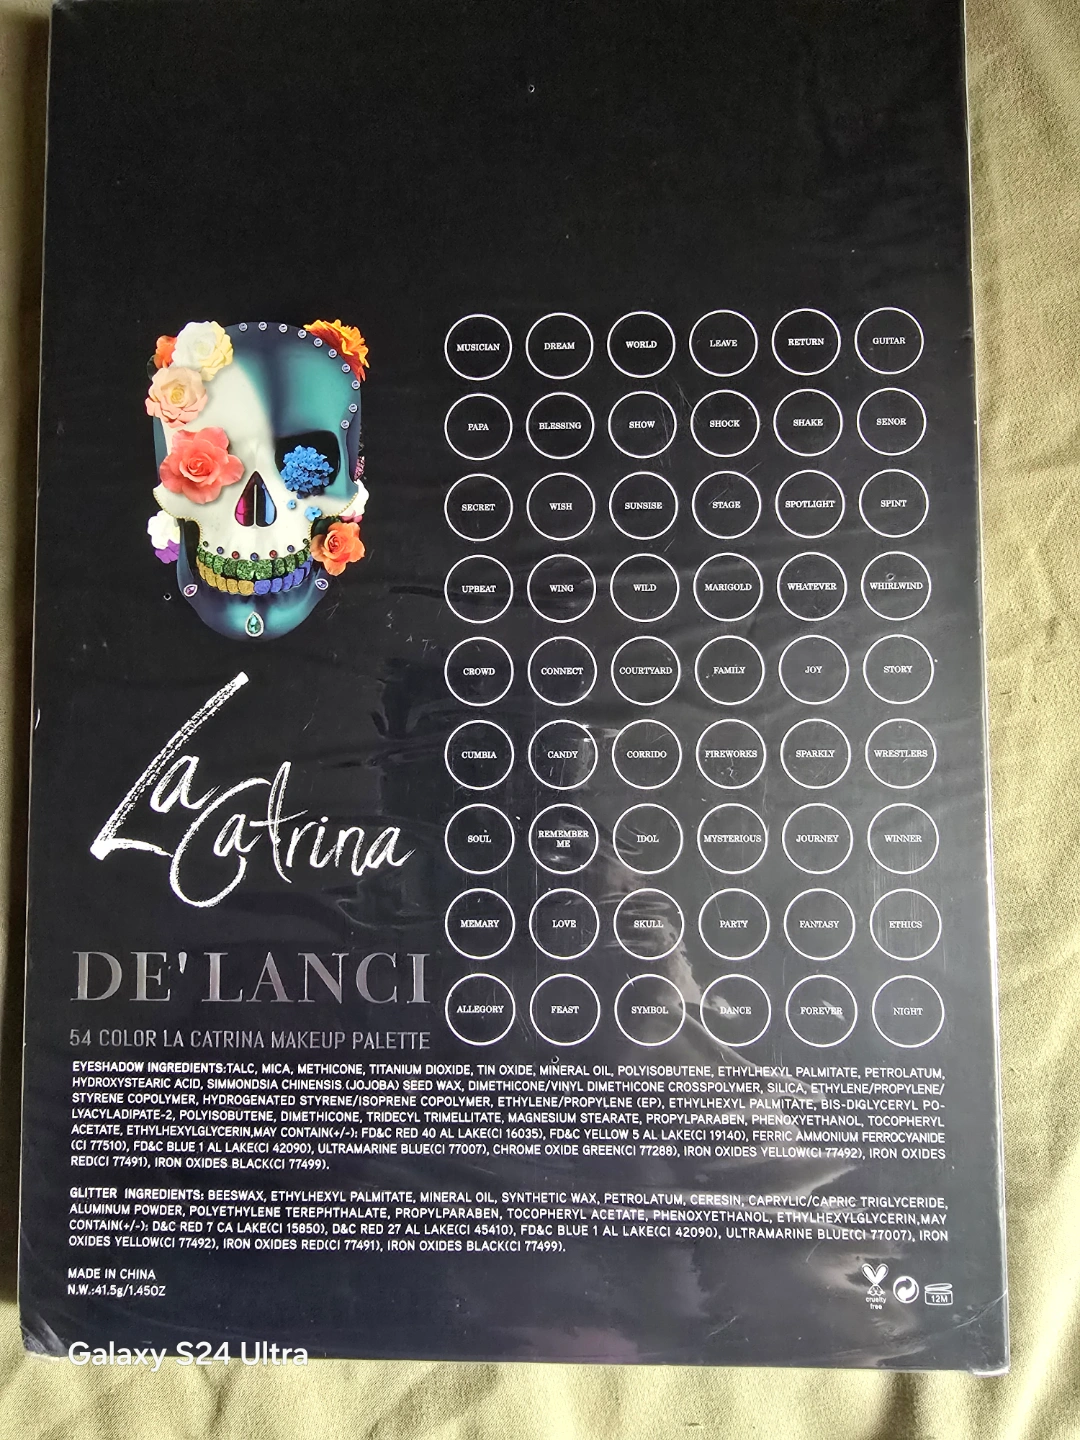 MUSICIAN DREAM WORLD LEAVE RETURN GUITAR
PAPA BLESSING SHOW SHOCK SHAKE SENOR
SECRET WISH SUNSISE STAGE SPOTLIGHT SPINT
UPBEAT WING WILD MARIGOLD WHATEVER WHIRLWIND
CROWD CONNECT COURTYARD FAMILY JOY STORY
CUMBIA CANDY CORRIDO FIREWORKS SPARKLY WRESTLERS
SOUL REMEMBER ME IDOL MYSTERIOUS JOURNEY WINNER
MEMARY LOVE SKULL PARTY FANTASY ETHICS
ALLEGORY FEAST SYMBOL DANCE FOREVER NIGHT
La Catrina
DE'LANCI
54 COLOR LA CATRINA MAKEUP PALETTE
EYESHADOW INGREDIENTS:TALC, MICA, METHICONE, TITANIUM DIOXIDE, TIN OXIDE, MINERAL OIL, POLYISOBUTENE, ETHYLHEXYL PALMITATE, PETROLATUM,
HYDROXYSTEARIC ACID, SIMMONDSIA CHINENSIS (JOJOBA) SEED WAX, DIMETHICONE/VINYL DIMETHICONE CROSSPOLYMER, SILICA, ETHYLENE/PROPYLENE/
STYRENE COPOLYMER, HYDROGENATED STYRENE/ISOPRENE COPOLYMER, ETHYLENE/PROPYLENE (EP), ETHYLHEXYL PALMITATE, BIS-DIGLYCERYL PO-
LYACYLADIPATE-2, POLYISOBUTENE, DIMETHICONE, TRIDECYL TRIMELLITATE, MAGNESIUM STEARATE, PROPYLPARABEN, PHENOXYETHANOL, TOCOPHERYL
ACETATE, ETHYLHEXYLGLYCERIN,MAY CONTAIN(+/-): FD&C RED 40 AL LAKE(CI 16035), FD&C YELLOW 5 AL LAKE(CI 19140), FERRIC AMMONIUM FERROCYANIDE
(CI 77510), FD&C BLUE 1 AL LAKE(CI 42090), ULTRAMARINE BLUE(CI 77007), CHROME OXIDE GREEN(CI 77288), IRON OXIDES YELLOW(CI 77492), IRON OXIDES
RED(CI 77491), IRON OXIDES BLACK(CI 77499).
GLITTER INGREDIENTS: BEESWAX, ETHYLHEXYL PALMITATE, MINERAL OIL, SYNTHETIC WAX, PETROLATUM, CERESIN, CAPRYLIC/CAPRIC TRIGLYCERIDE,
ALUMINUM POWDER, POLYETHYLENE TEREPHTHALATE, PROPYLPARABEN, TOCOPHERYL ACETATE, PHENOXYETHANOL, ETHYLHEXYLGLYCERIN,MAY
CONTAIN(+/-): D&C RED 7 CA LAKE(CI 15850), D&C RED 27 AL LAKE(CI 45410), FD&C BLUE 1 AL LAKE(CI 42090), ULTRAMARINE BLUE(CI 77007), IRON
OXIDES YELLOW(CI 77492), IRON OXIDES RED(CI 77491), IRON OXIDES BLACK(CI 77499).
MADE IN CHINA
N.W.:41.5g/1.45OZ
cruelty
free
12M
Galaxy S24 Ultra